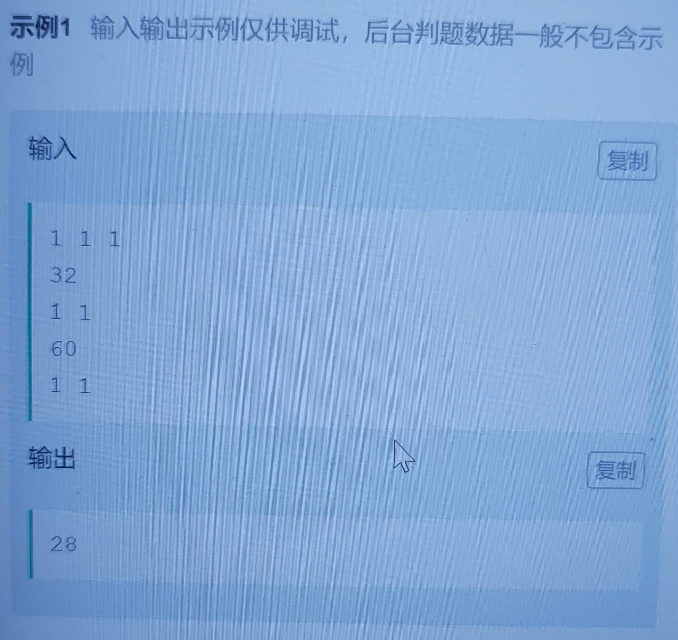 示例1 输入输出示例仅供调试，后台判题数据一般不包含示
例
输入
复制
1 1 1
32
1 1
60
1 1
输出
复制
28